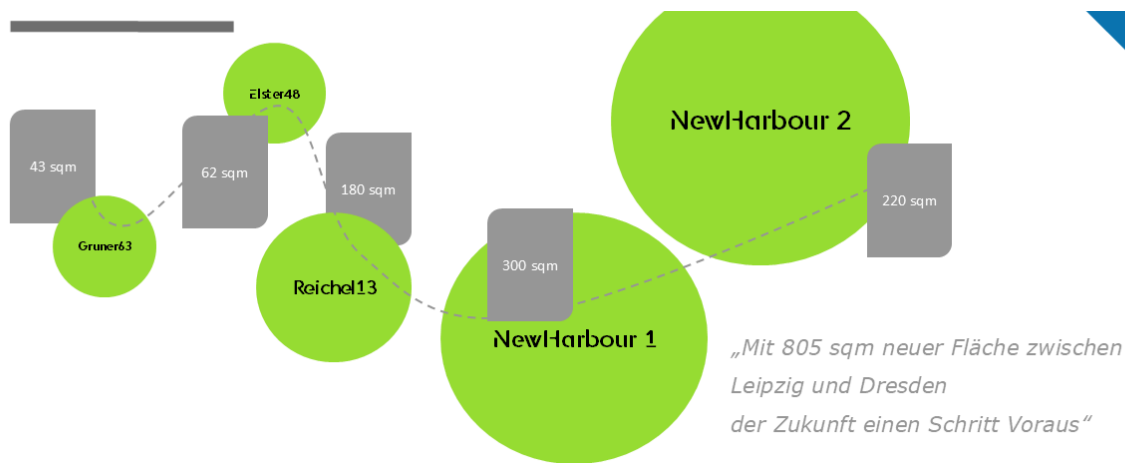 Elster48
NewHarbour 2
43 sqm
62 sqm
180 sqm
220 sqm
Gruner63
300 sqm
Reichel13
NewHarbour 1
„Mit 805 sqm neuer Fläche zwischen
Leipzig und Dresden
der Zukunft einen Schritt Voraus“